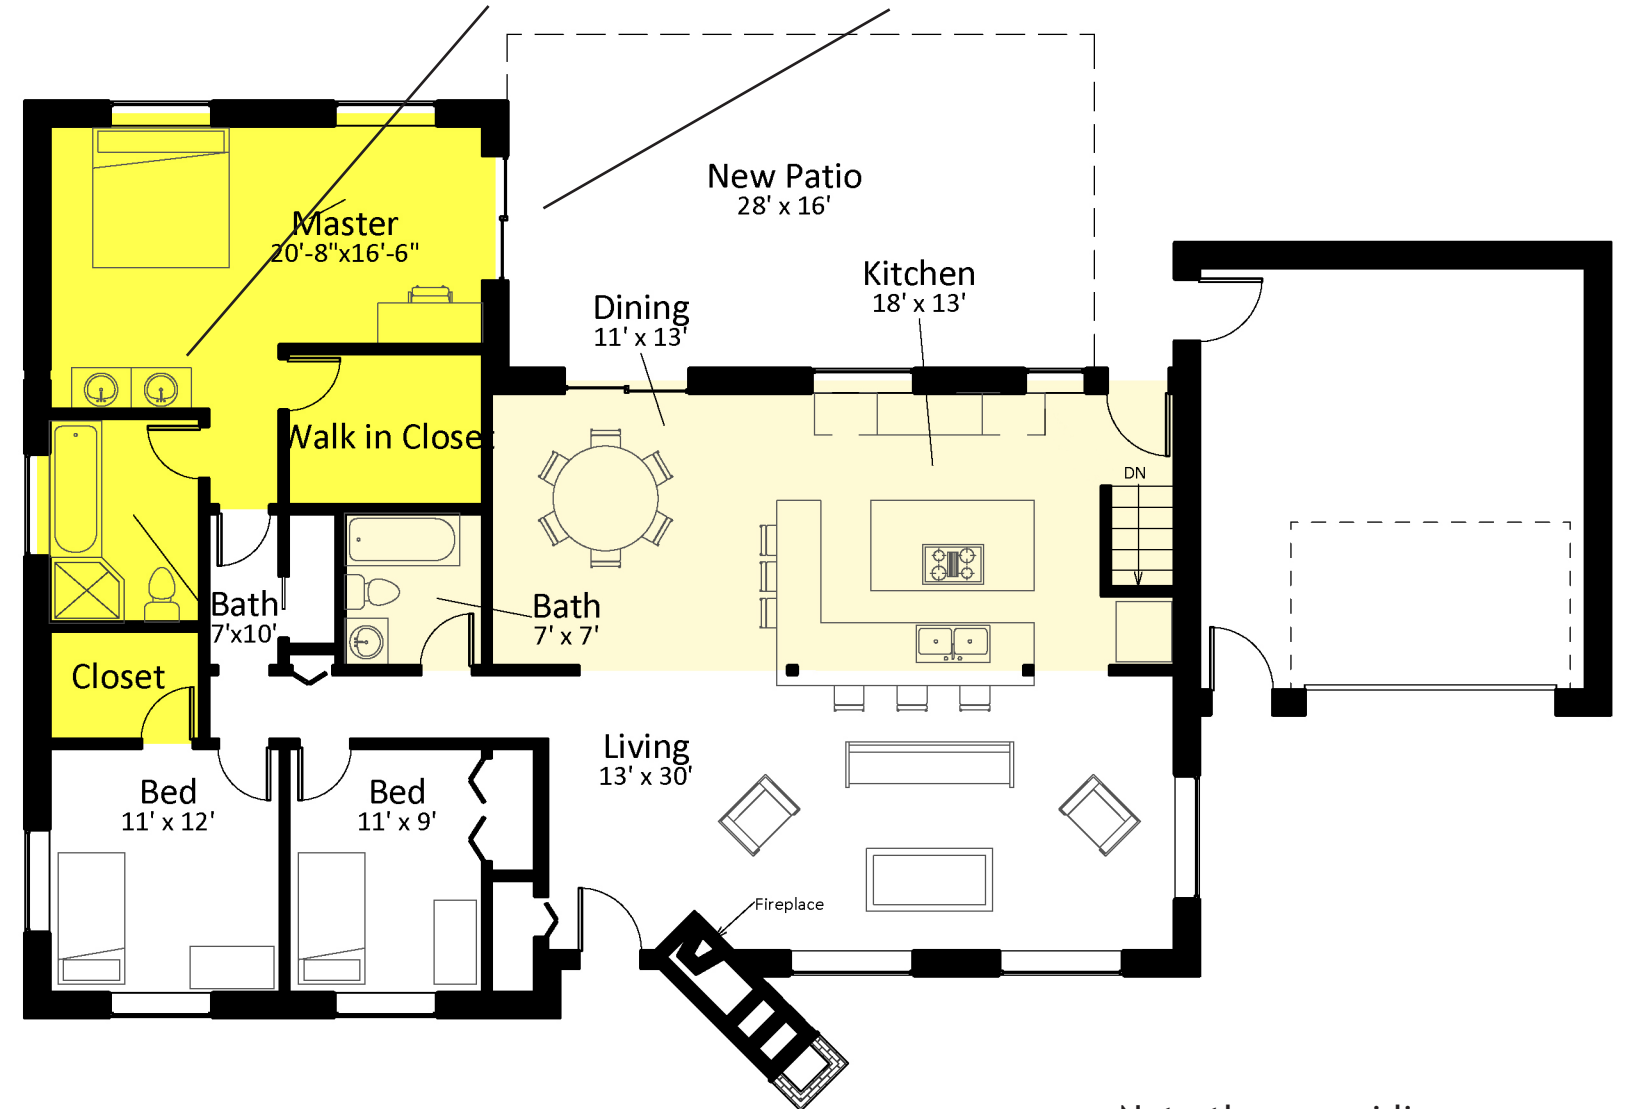 New Patio
28' x 16'
Master
20'-8"x16'-6"
Kitchen
18' x 13'
Dining
11' x 13'
Walk in Closet
DN
Bath
7'x10'
Bath
7' x 7'
Closet
Living
13' x 30'
Bed
11' x 12'
Bed
11' x 9'
Fireplace